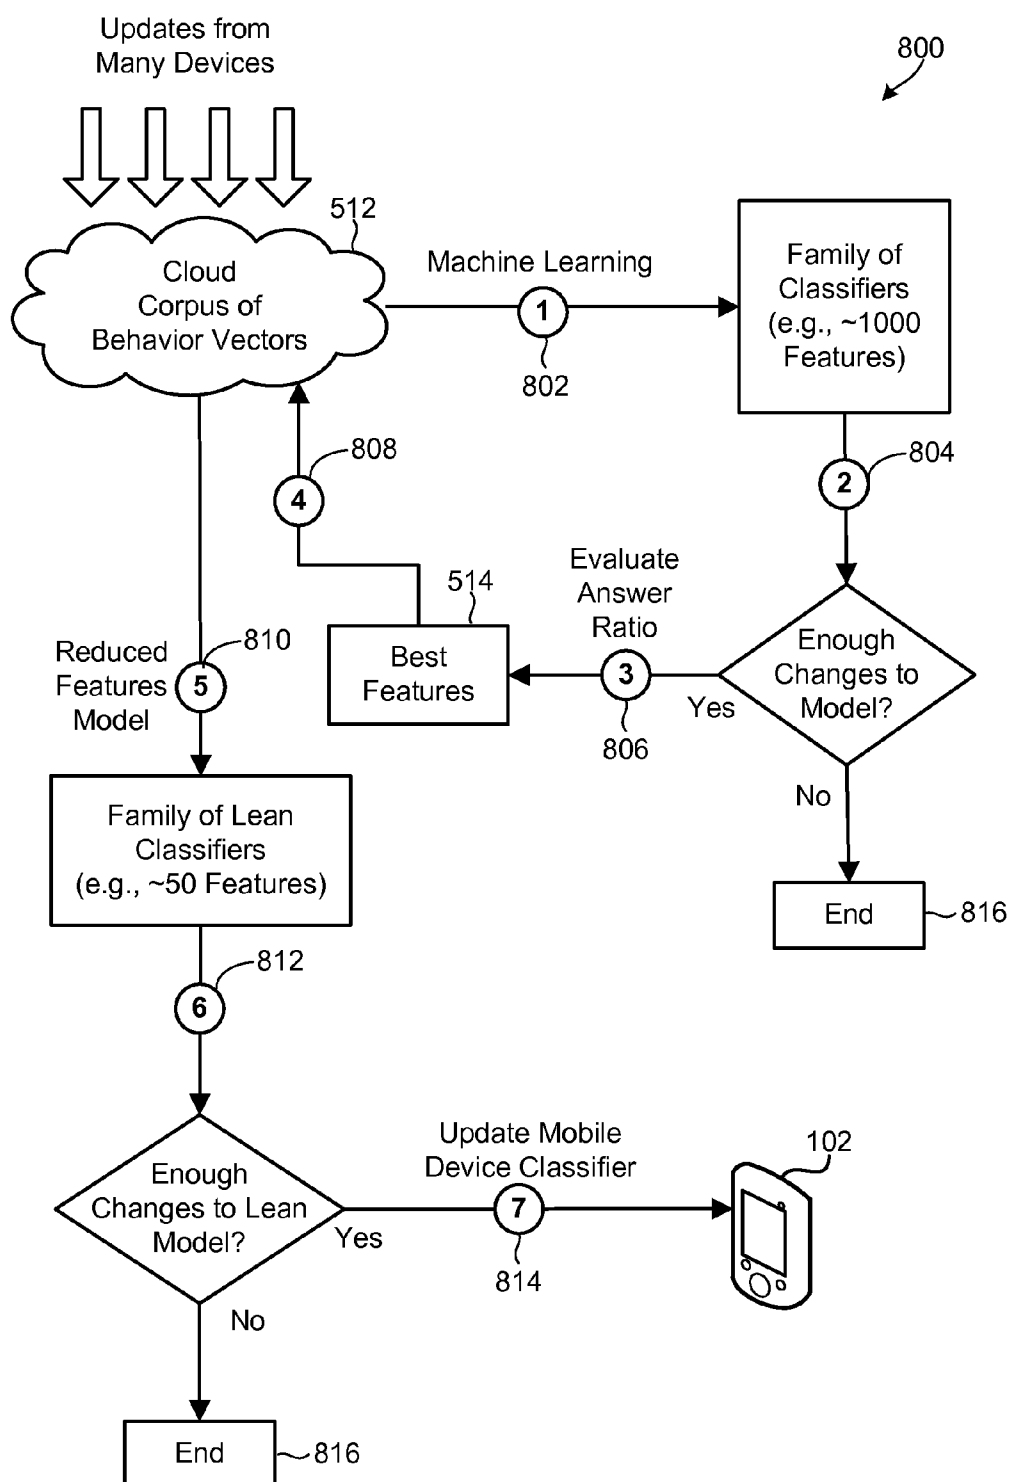 Updates from
Many Devices
800
512
Cloud
Corpus of
Behavior Vectors
Machine Learning
1
802
Family of
Classifiers
(e.g., ~1000
Features)
2
804
808
4
Evaluate
Answer
Ratio
3
806
Yes
Enough
Changes to
Model?
No
End
816
514
Best
Features
Reduced
Features
Model
810
5
Family of Lean
Classifiers
(e.g., ~50 Features)
812
6
Enough
Changes to Lean
Model?
Yes
Update Mobile
Device Classifier
7
814
102
No
End
816